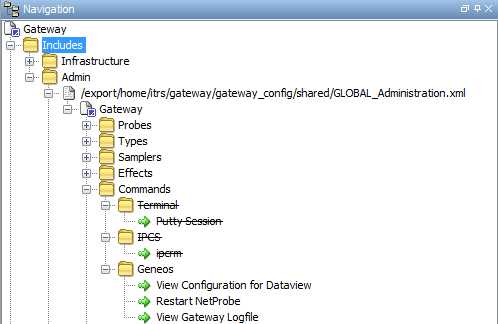 Navigation
Gateway
Includes
Infrastructure
Admin
/export/home/itrs/gateway/gateway_config/shared/GLOBAL_Administration.xml
Gateway
Probes
Types
Samplers
Effects
Commands
Terminal
Putty Session
IPCS
ipcrm
Geneos
View Configuration for Dataview
Restart NetProbe
View Gateway Logfile